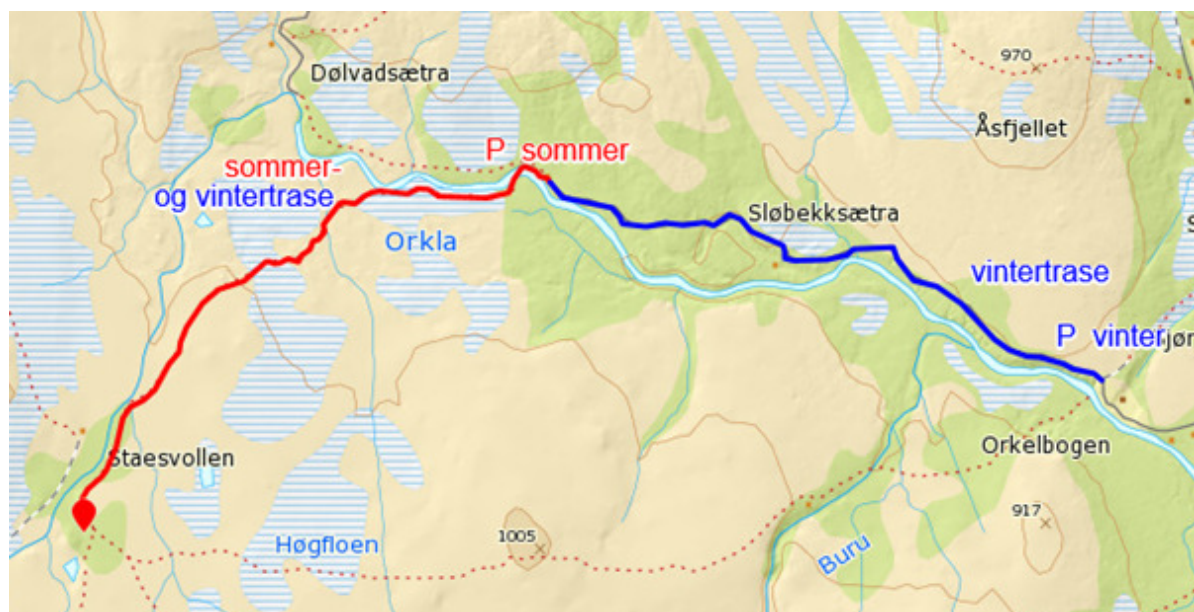 Dølvadsætra
970
Åsfjellet
P sommer
sommer-
og vintertrase
Sløbekksætra
Orkla
vintertrase
P vinter
Orkelbogen
Staesvollen
917
1005
Høgfloen
Buru